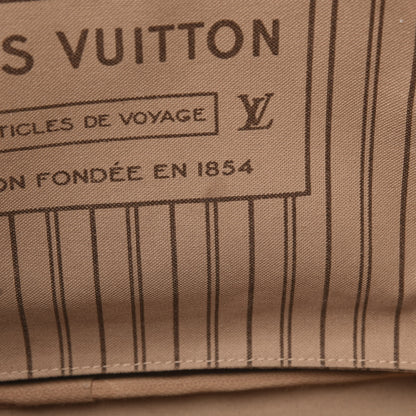 S VUITTON
TICLES DE VOYAGE LV
ON FONDÉE EN 1854